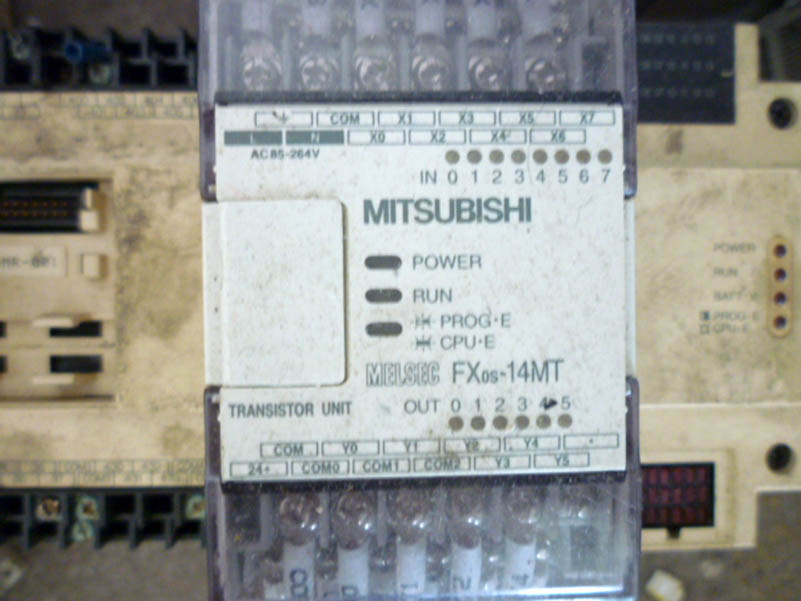 COM X1 X3 X5 X7
L N X0 X2 X4 X6
AC85-264V
IN 0 1 2 3 4 5 6 7
MITSUBISHI
POWER
RUN
PROG·E
CPU·E
MELSEC FX0S-14MT
TRANSISTOR UNIT
OUT 0 1 2 3 4 5
COM Y0 Y1 Y2 Y4
24+ COM0 COM1 COM2 Y3 Y5
POWER
RUN
BATT·V
PROG·E
CPU·E